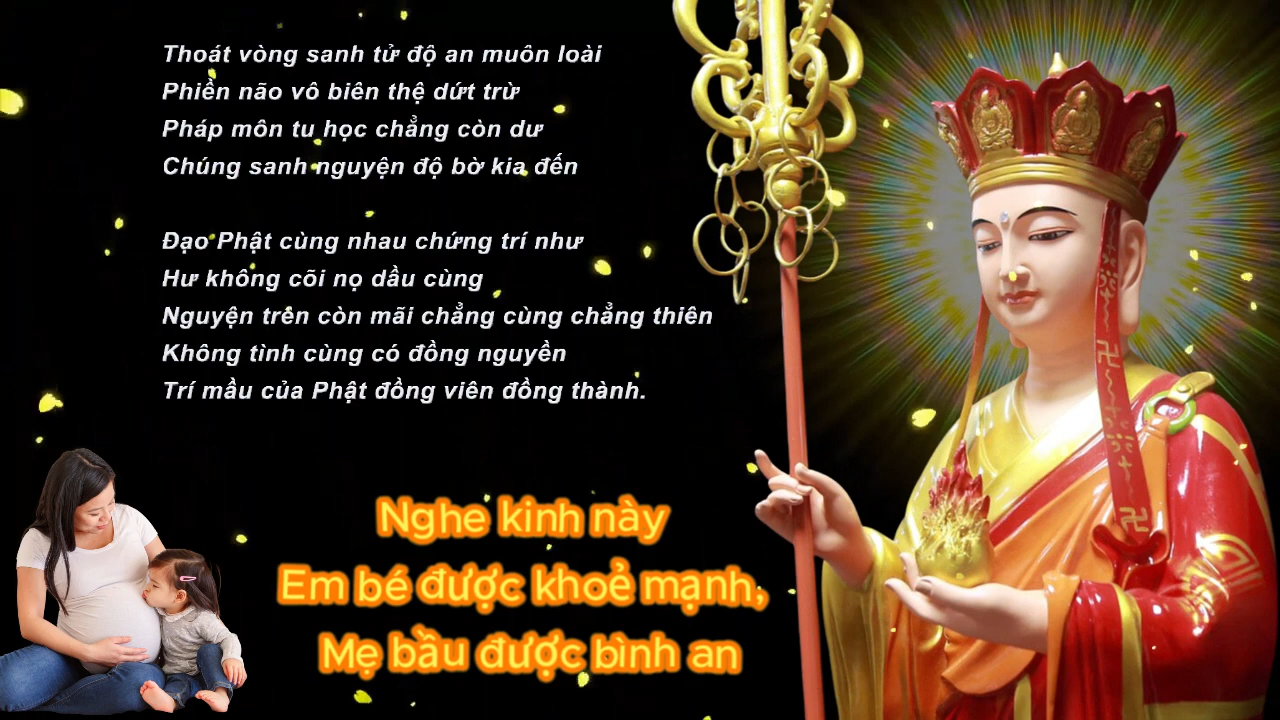 Thoát vòng sanh tử độ an muôn loài
Phiền não vô biên thệ dứt trừ
Pháp môn tu học chẳng còn dư
Chúng sanh nguyện độ bờ kia đến
Đạo Phật cùng nhau chứng trí như
Hư không cõi nọ dầu cùng
Nguyện trên còn mãi chẳng cùng chẳng thiên
Không tình cùng có đồng nguyền
Trí mầu của Phật đồng viên đồng thành.
Nghe kinh này
Em bé được khoẻ mạnh,
Mẹ bầu được bình an